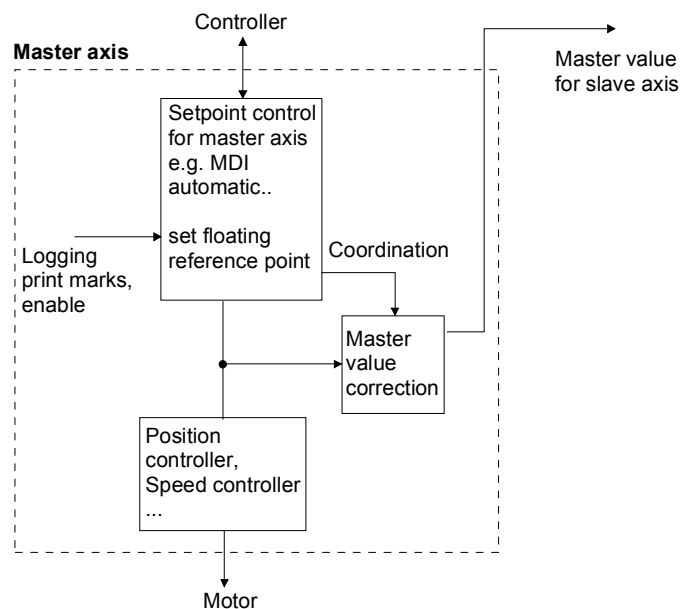 Controller
Master axis
Master value
for slave axis
Setpoint control
for master axis
e.g. MDI
automatic..
set floating
reference point
Coordination
Logging
print marks,
enable
Master
value
correction
Position
controller,
Speed controller
...
Motor